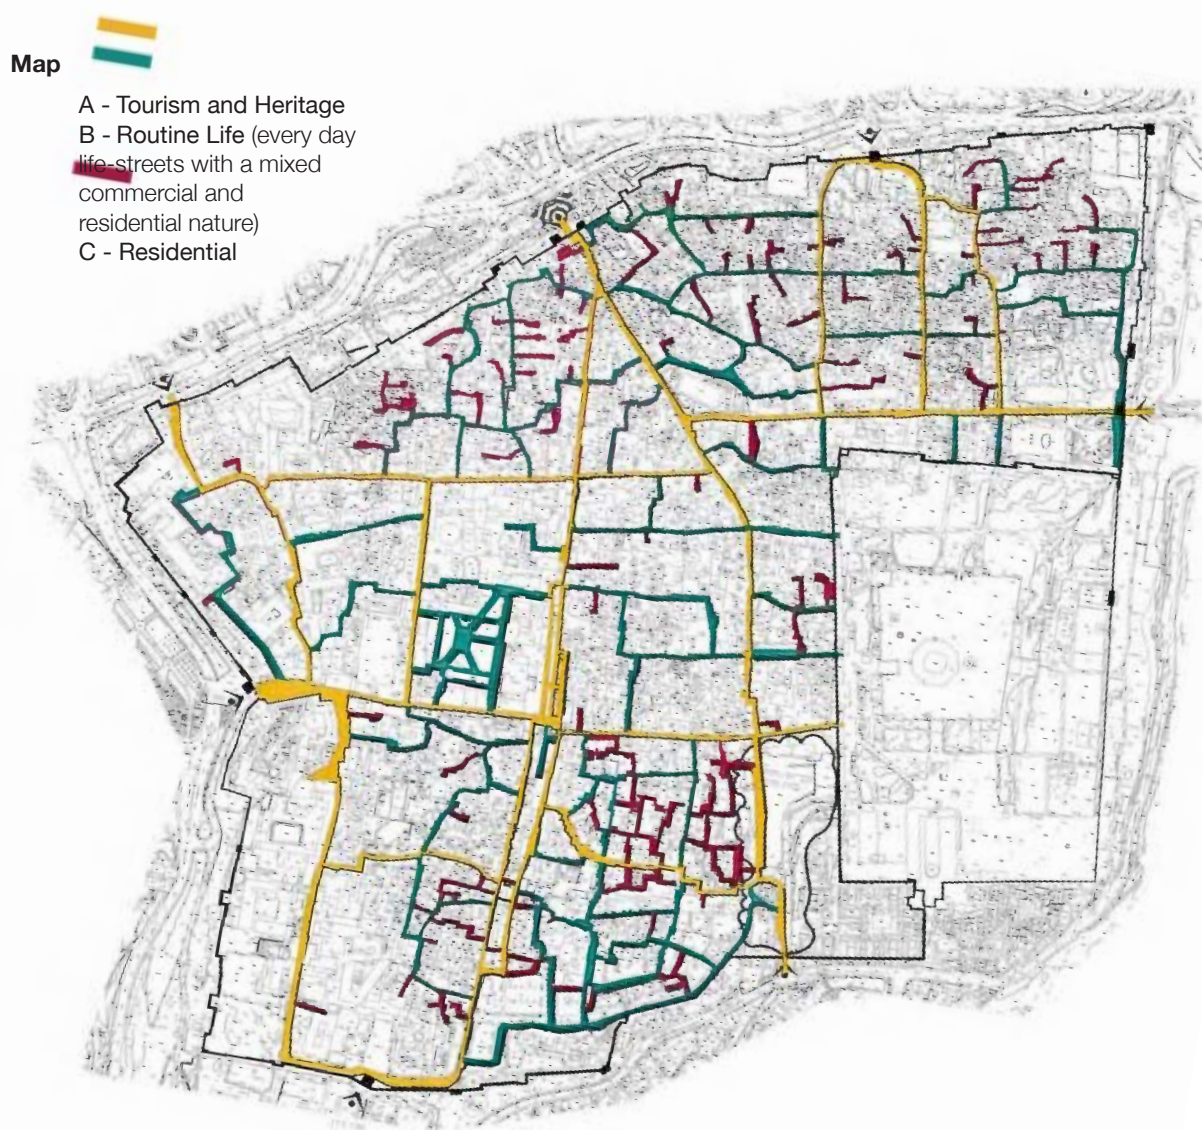 Map
A - Tourism and Heritage
B - Routine Life (every day
life-streets with a mixed
commercial and
residential nature)
C - Residential